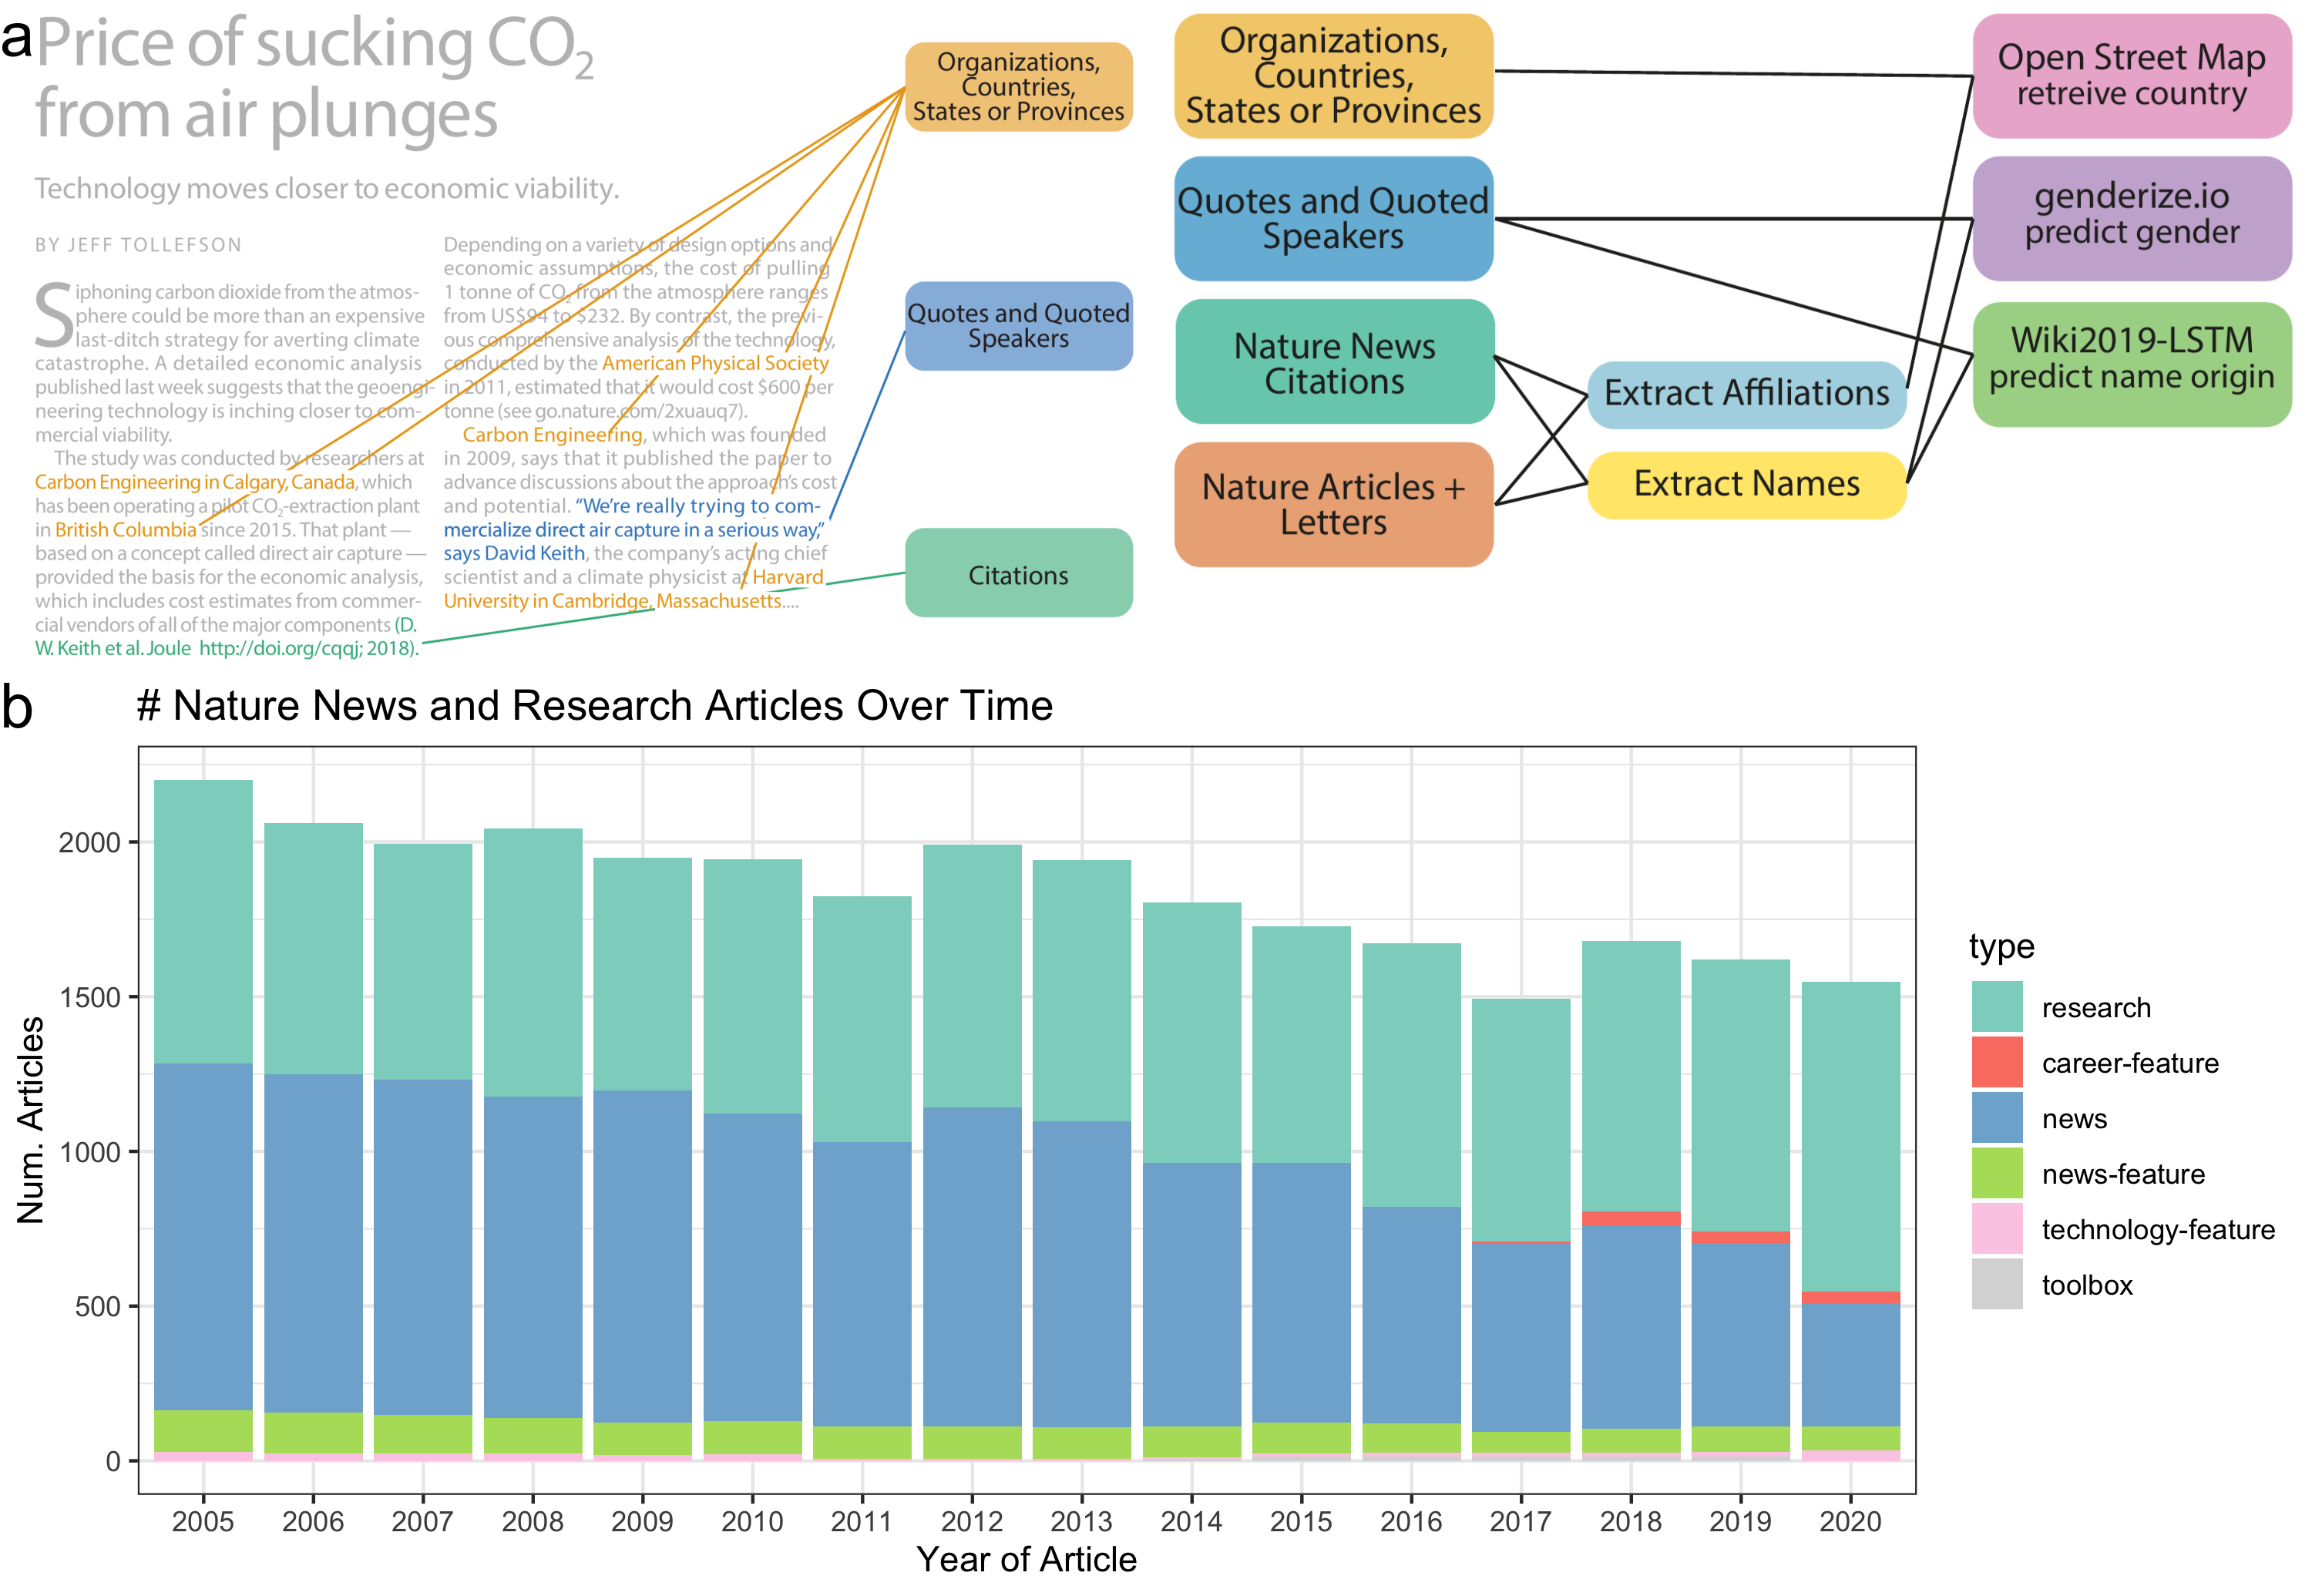 a
Price of sucking CO2
from air plunges
Technology moves closer to economic viability.
BY JEFF TOLLEFSON
Siphoning carbon dioxide from the atmos-
phere could be more than an expensive
last-ditch strategy for averting climate
catastrophe. A detailed economic analysis
published last week suggests that the geoengi-
neering technology is inching closer to com-
mercial viability.
The study was conducted by researchers at
Carbon Engineering in Calgary, Canada, which
has been operating a pilot CO2-extraction plant
in British Columbia since 2015. That plant —
based on a concept called direct air capture —
provided the basis for the economic analysis,
which includes cost estimates from commer-
cial vendors of all of the major components (D.
W. Keith et al. Joule http://doi.org/cqqj; 2018).
Depending on a variety of design options and
economic assumptions, the cost of pulling
1 tonne of CO2 from the atmosphere ranges
from US$94 to $232. By contrast, the previ-
ous comprehensive analysis of the technology,
conducted by the American Physical Society
in 2011, estimated that it would cost $600 per
tonne (see go.nature.com/2xuauq7).
Carbon Engineering, which was founded
in 2009, says that it published the paper to
advance discussions about the approach's cost
and potential. “We're really trying to com-
mercialize direct air capture in a serious way,”
says David Keith, the company's acting chief
scientist and a climate physicist at Harvard
University in Cambridge, Massachusetts....
Organizations,
Countries,
States or Provinces
Quotes and Quoted
Speakers
Citations
Organizations,
Countries,
States or Provinces
Quotes and Quoted
Speakers
Nature News
Citations
Nature Articles +
Letters
Extract Affiliations
Extract Names
Open Street Map
retreive country
genderize.io
predict gender
Wiki2019-LSTM
predict name origin
b
# Nature News and Research Articles Over Time
Num. Articles
2000
1500
1000
500
0
2005 2006 2007 2008 2009 2010 2011 2012 2013 2014 2015 2016 2017 2018 2019 2020
Year of Article
type
research
career-feature
news
news-feature
technology-feature
toolbox